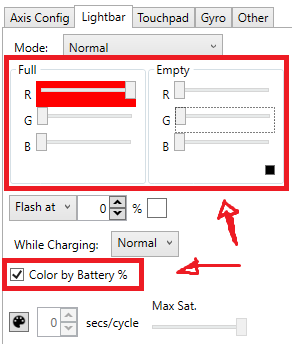 Axis Config Lightbar Touchpad Gyro Other
Mode: Normal
Full Empty
R R
G G
B B
Flash at 0 %
While Charging: Normal
Color by Battery %
0 secs/cycle Max Sat.